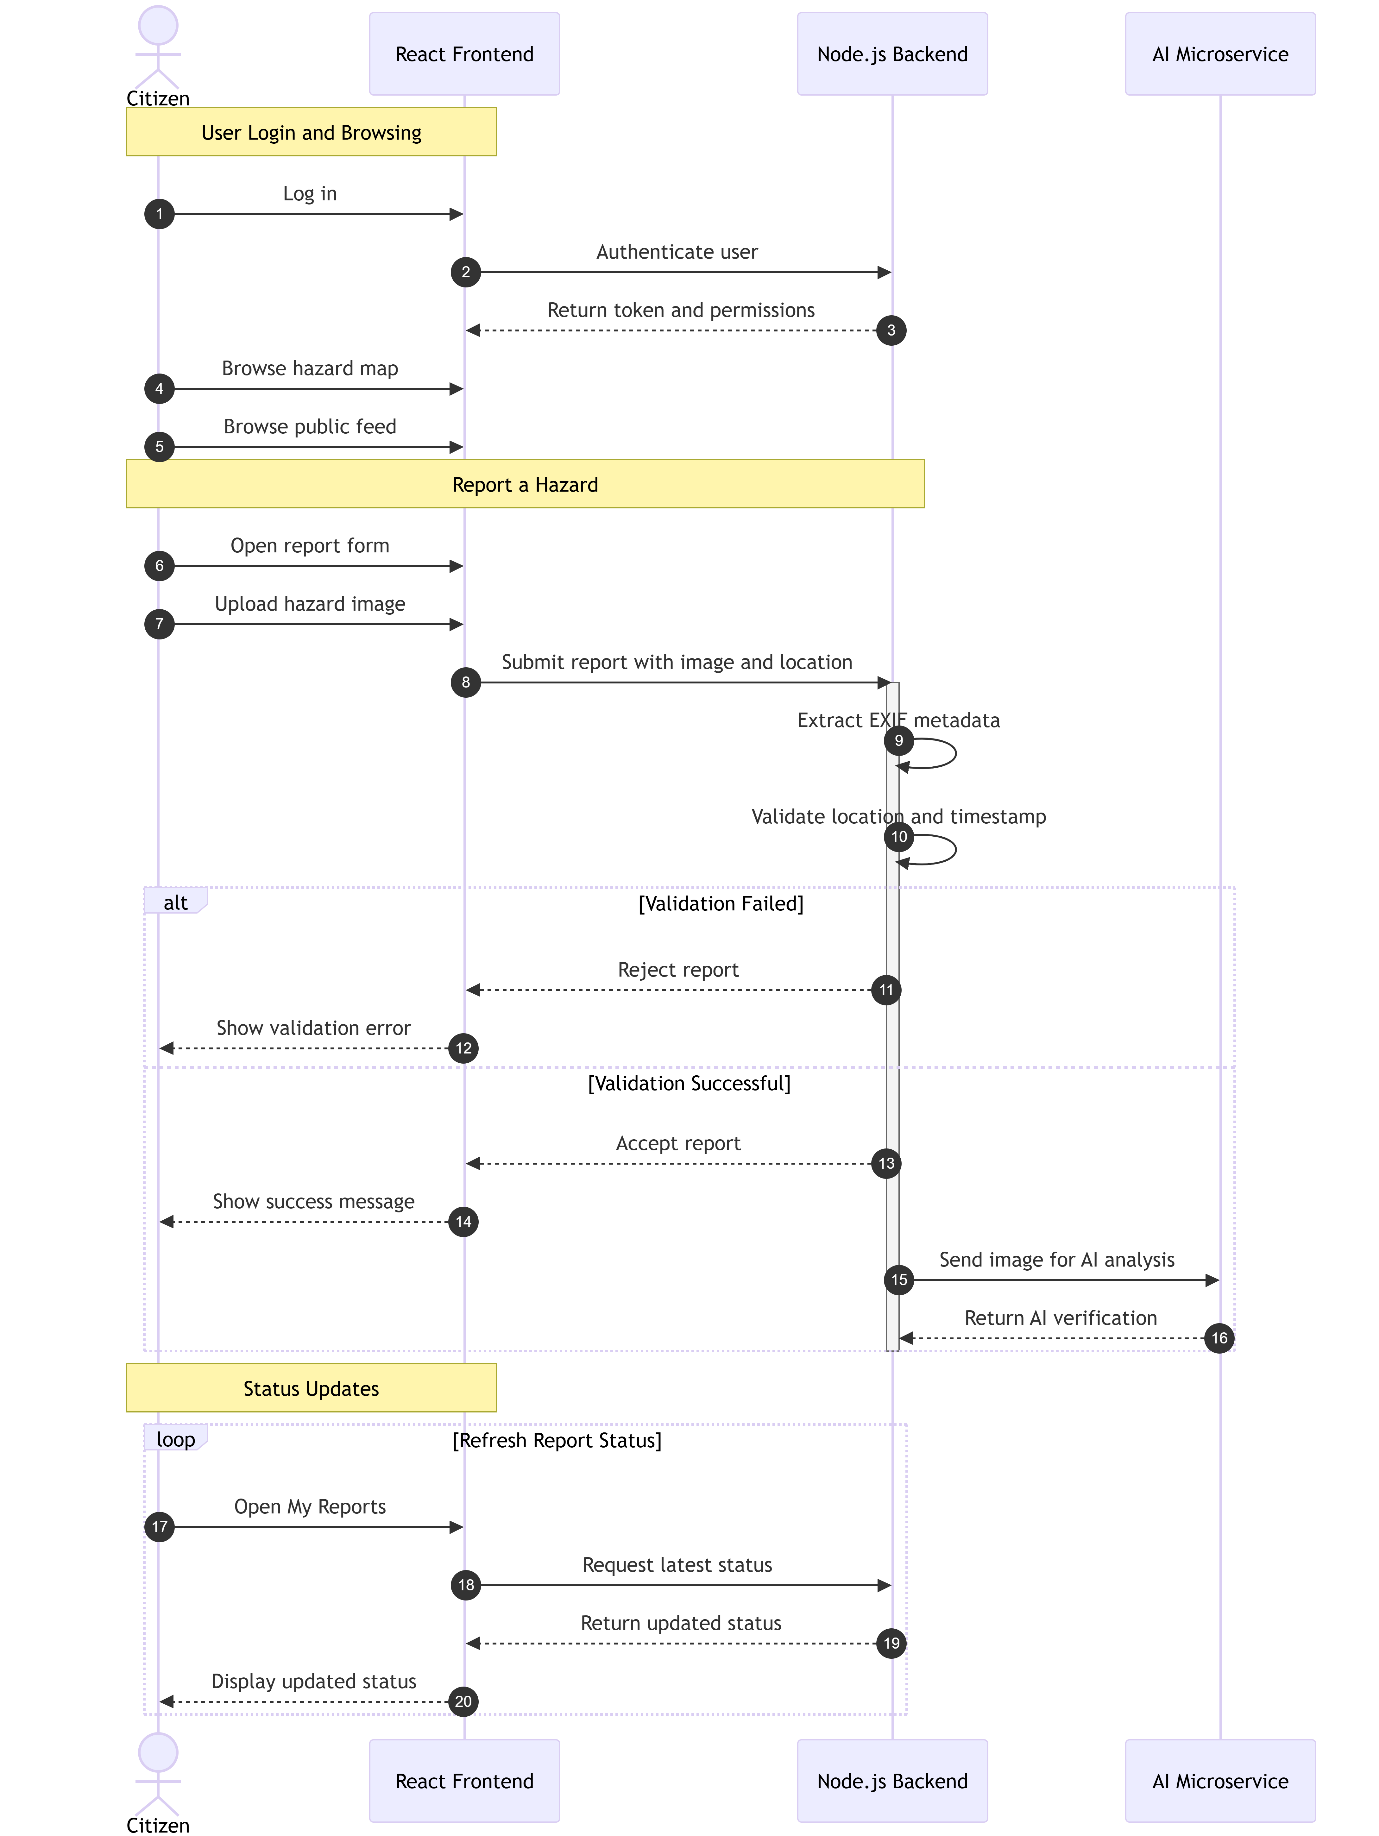 Citizen
React Frontend
Node.js Backend
AI Microservice
User Login and Browsing
Log in
1
Authenticate user
2
Return token and permissions
3
Browse hazard map
4
Browse public feed
5
Report a Hazard
Open report form
6
Upload hazard image
7
Submit report with image and location
8
Extract EXIF metadata
9
Validate location and timestamp
10
alt
[Validation Failed]
Reject report
11
Show validation error
12
[Validation Successful]
Accept report
13
Show success message
14
Send image for AI analysis
15
Return AI verification
16
Status Updates
loop
[Refresh Report Status]
Open My Reports
17
Request latest status
18
Return updated status
19
Display updated status
20
Citizen
React Frontend
Node.js Backend
AI Microservice